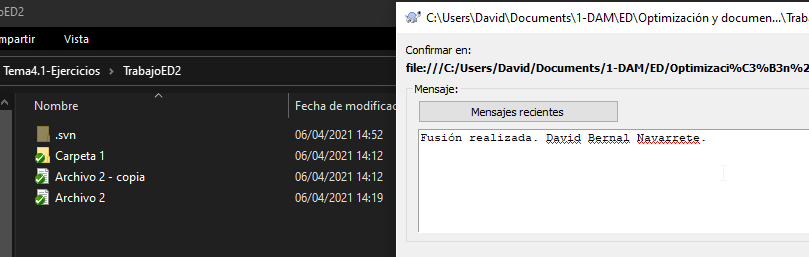 joED2
mpartir Vista
Tema4.1-Ejercicios > TrabajoED2
Nombre Fecha de modificac
.svn 06/04/2021 14:52
Carpeta 1 06/04/2021 14:12
Archivo 2 - copia 06/04/2021 14:12
Archivo 2 06/04/2021 14:19
C:\Users\David\Documents\1-DAM\ED\Optimización y documen...\Traba
Confirmar en:
file:///C:/Users/David/Documents/1-DAM/ED/Optimizaci%C3%B3n%2
Mensaje:
Mensajes recientes
Fusión realizada. David Bernal Navarrete.